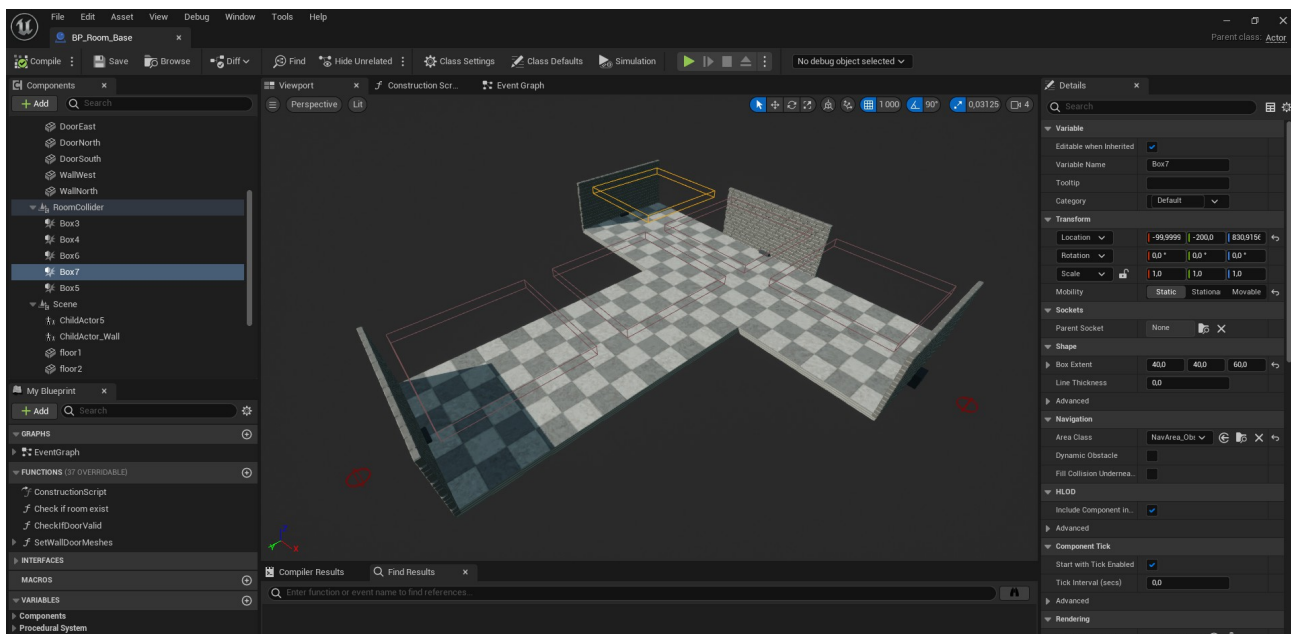 File Edit Asset View Debug Window Tools Help
BP_Room_Base
Parent class: Actor
Compile Save Browse Diff Find Hide Unrelated Class Settings Class Defaults Simulation No debug object selected
Components
Add Search
DoorEast
DoorNorth
DoorSouth
WallWest
WallNorth
RoomCollider
Box3
Box4
Box6
Box7
Box5
Scene
ChildActor5
ChildActor_Wall
floor1
floor2
My Blueprint
+ Add Search
GRAPHS
EventGraph
FUNCTIONS (37 OVERRIDABLE)
ConstructionScript
Check if room exist
CheckIfDoorValid
SetWallDoorMeshes
INTERFACES
MACROS
VARIABLES
Components
Procedural System
Viewport Construction Scr... Event Graph
Perspective Lit 1000 90° 0,03125 4
Compiler Results Find Results
Enter function or event name to find references...
Details
Search
Variable
Editable when Inherited
Variable Name Box7
Tooltip
Category Default
Transform
Location -99,9999 -200,0 830,915
Rotation 0,0 ° 0,0 ° 0,0 °
Scale 1,0 1,0 1,0
Mobility Static Stationa Movable
Sockets
Parent Socket None
Shape
Box Extent 40,0 40,0 60,0
Line Thickness 0,0
Advanced
Navigation
Area Class NavArea_Ob
Dynamic Obstacle
Fill Collision Undernea...
HLOD
Include Component in...
Advanced
Component Tick
Start with Tick Enabled
Tick Interval (secs) 0,0
Advanced
Rendering